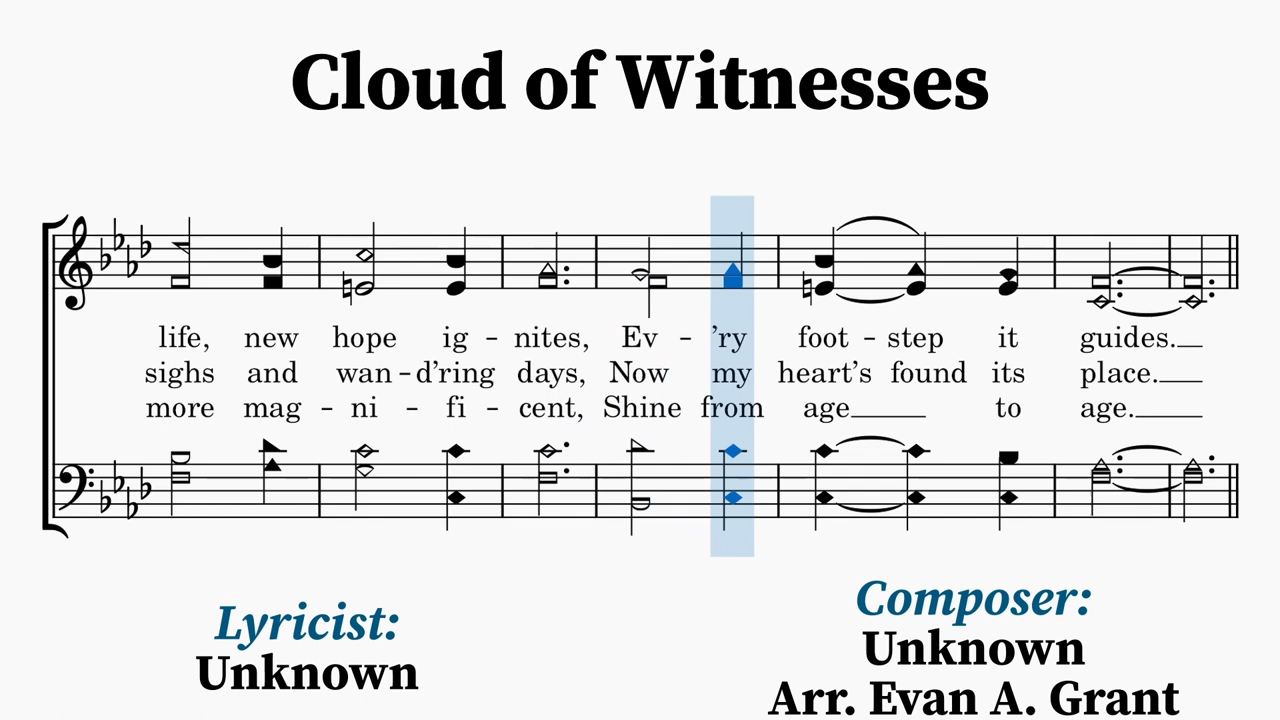 Cloud of Witnesses
life, new hope ig - nites, Ev - ’ry foot - step it guides.
sighs and wan - d’ring days, Now my heart’s found its place.
more mag - ni - fi - cent, Shine from age to age.
Lyricist:
Unknown
Composer:
Unknown
Arr. Evan A. Grant